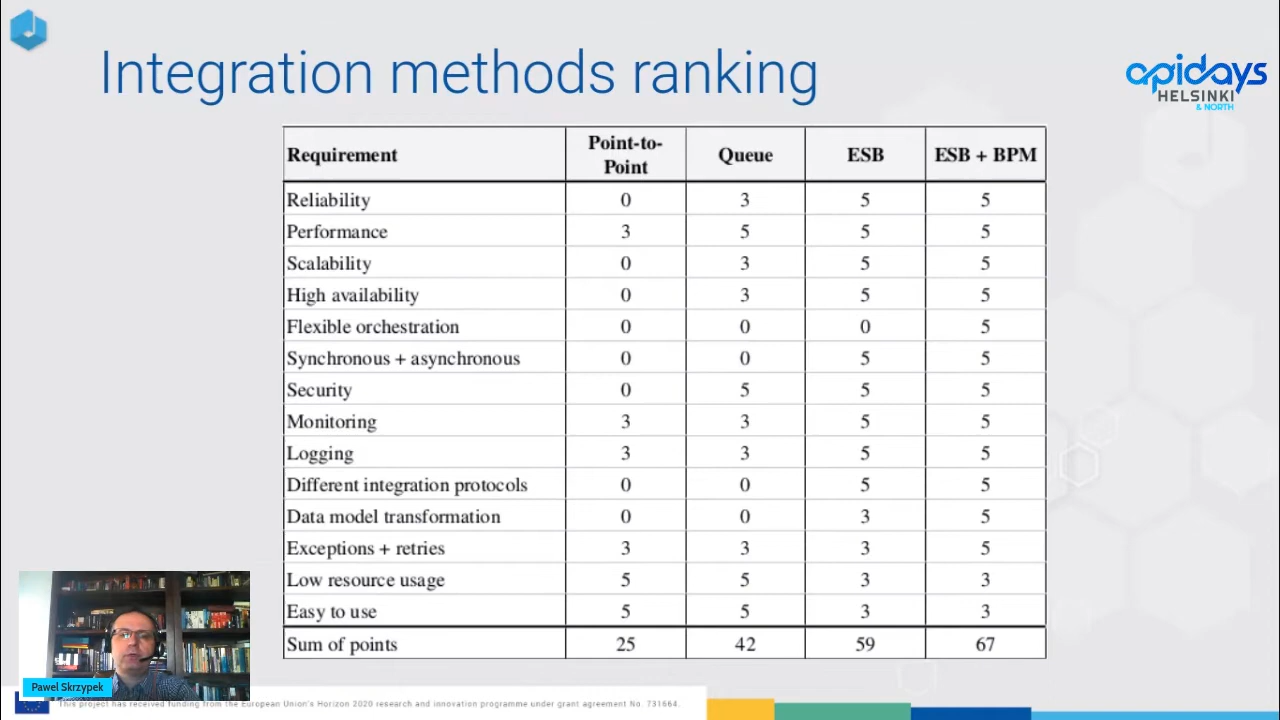 Integration methods ranking
apidays
HELSINKI
& NORTH
Requirement Point-to-Point Queue ESB ESB + BPM
Reliability 0 3 5 5
Performance 3 5 5 5
Scalability 0 3 5 5
High availability 0 3 5 5
Flexible orchestration 0 0 0 5
Synchronous + asynchronous 0 0 5 5
Security 0 5 5 5
Monitoring 3 3 5 5
Logging 3 3 5 5
Different integration protocols 0 0 5 5
Data model transformation 0 0 3 5
Exceptions + retries 3 3 3 5
Low resource usage 5 5 3 3
Easy to use 5 5 3 3
Sum of points 25 42 59 67
Pawel Skrzypek
This project has received funding from the European Union's Horizon 2020 research and innovation programme under grant agreement No. 731664.